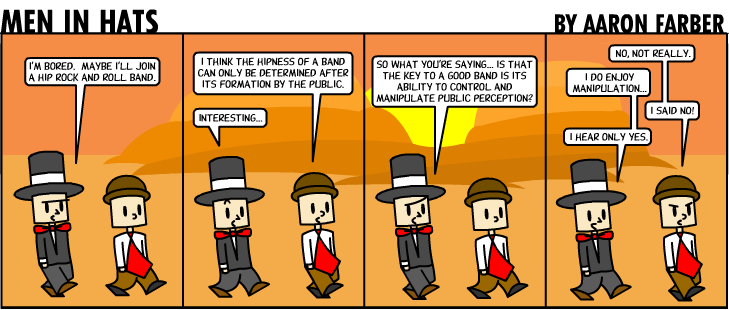 MEN IN HATS
BY AARON FARBER
I'M BORED. MAYBE I'LL JOIN
A HIP ROCK AND ROLL BAND.
I THINK THE HIPNESS OF A BAND
CAN ONLY BE DETERMINED AFTER
ITS FORMATION BY THE PUBLIC.
INTERESTING...
SO WHAT YOU'RE SAYING... IS THAT
THE KEY TO A GOOD BAND IS ITS
ABILITY TO CONTROL AND
MANIPULATE PUBLIC PERCEPTION?
NO, NOT REALLY.
I DO ENJOY
MANIPULATION...
I SAID NO!
I HEAR ONLY YES.